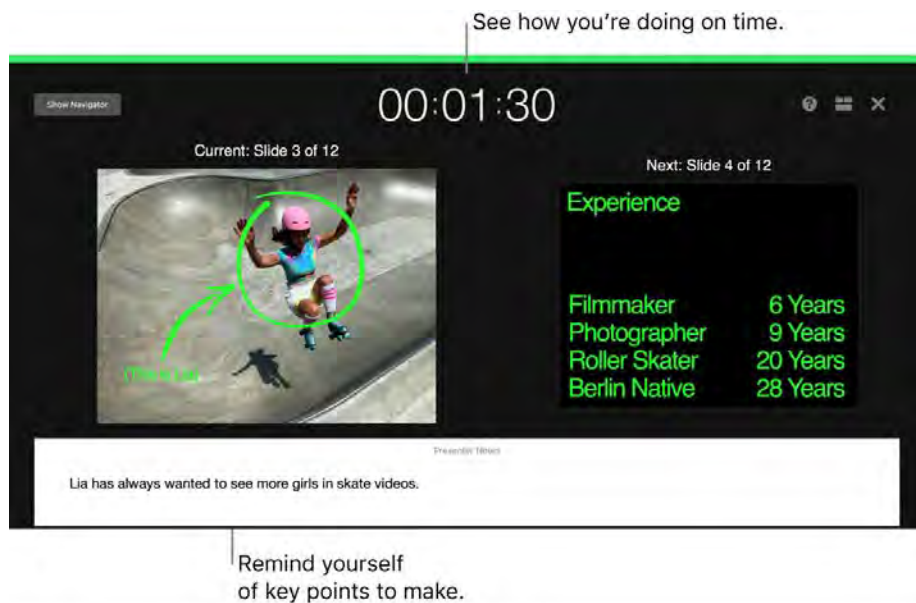 See how you're doing on time.
Show Navigator
00:01:30
Current: Slide 3 of 12
Next: Slide 4 of 12
(This is Lia)
Experience
Filmmaker 6 Years
Photographer 9 Years
Roller Skater 20 Years
Berlin Native 28 Years
Presenter Notes
Lia has always wanted to see more girls in skate videos.
Remind yourself
of key points to make.